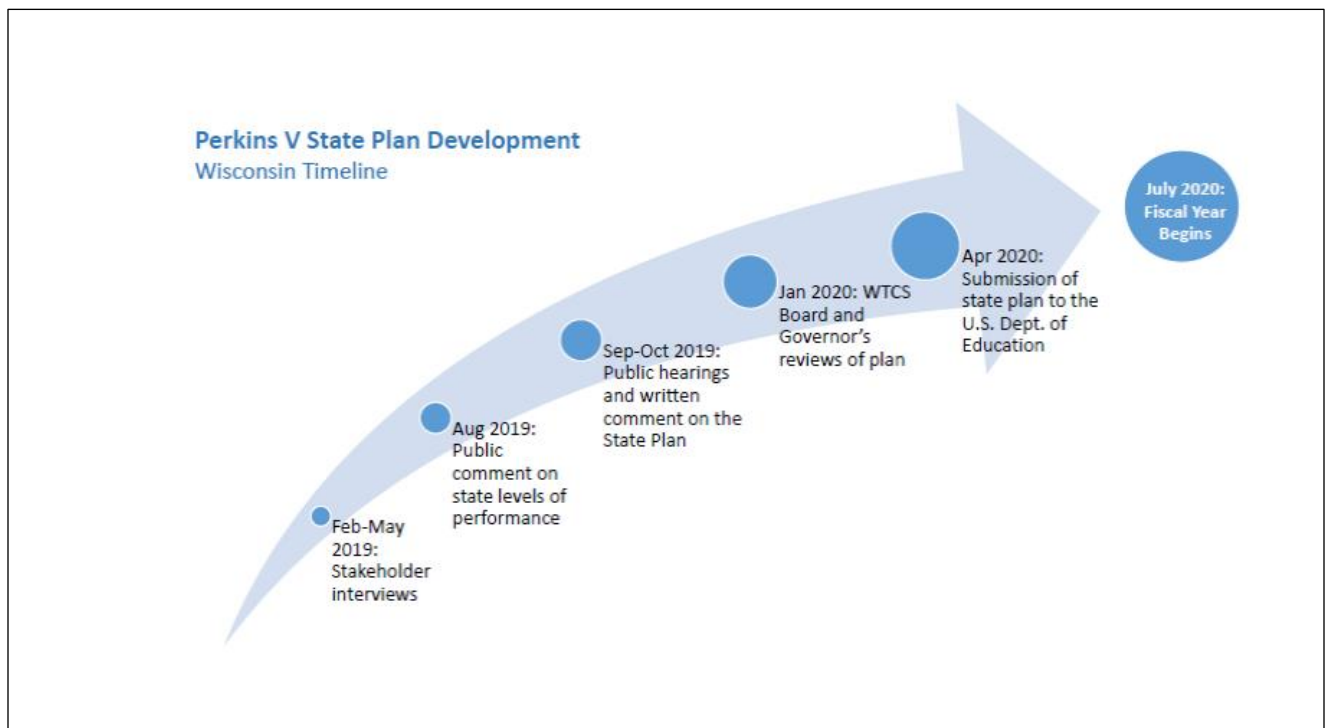 Perkins V State Plan Development
Wisconsin Timeline
Feb-May
2019:
Stakeholder
interviews
Aug 2019:
Public
comment on
state levels of
performance
Sep-Oct 2019:
Public hearings
and written
comment on the
State Plan
Jan 2020: WTCS
Board and
Governor's
reviews of plan
Apr 2020:
Submission of
state plan to the
U.S. Dept. of
Education
July 2020:
Fiscal Year
Begins